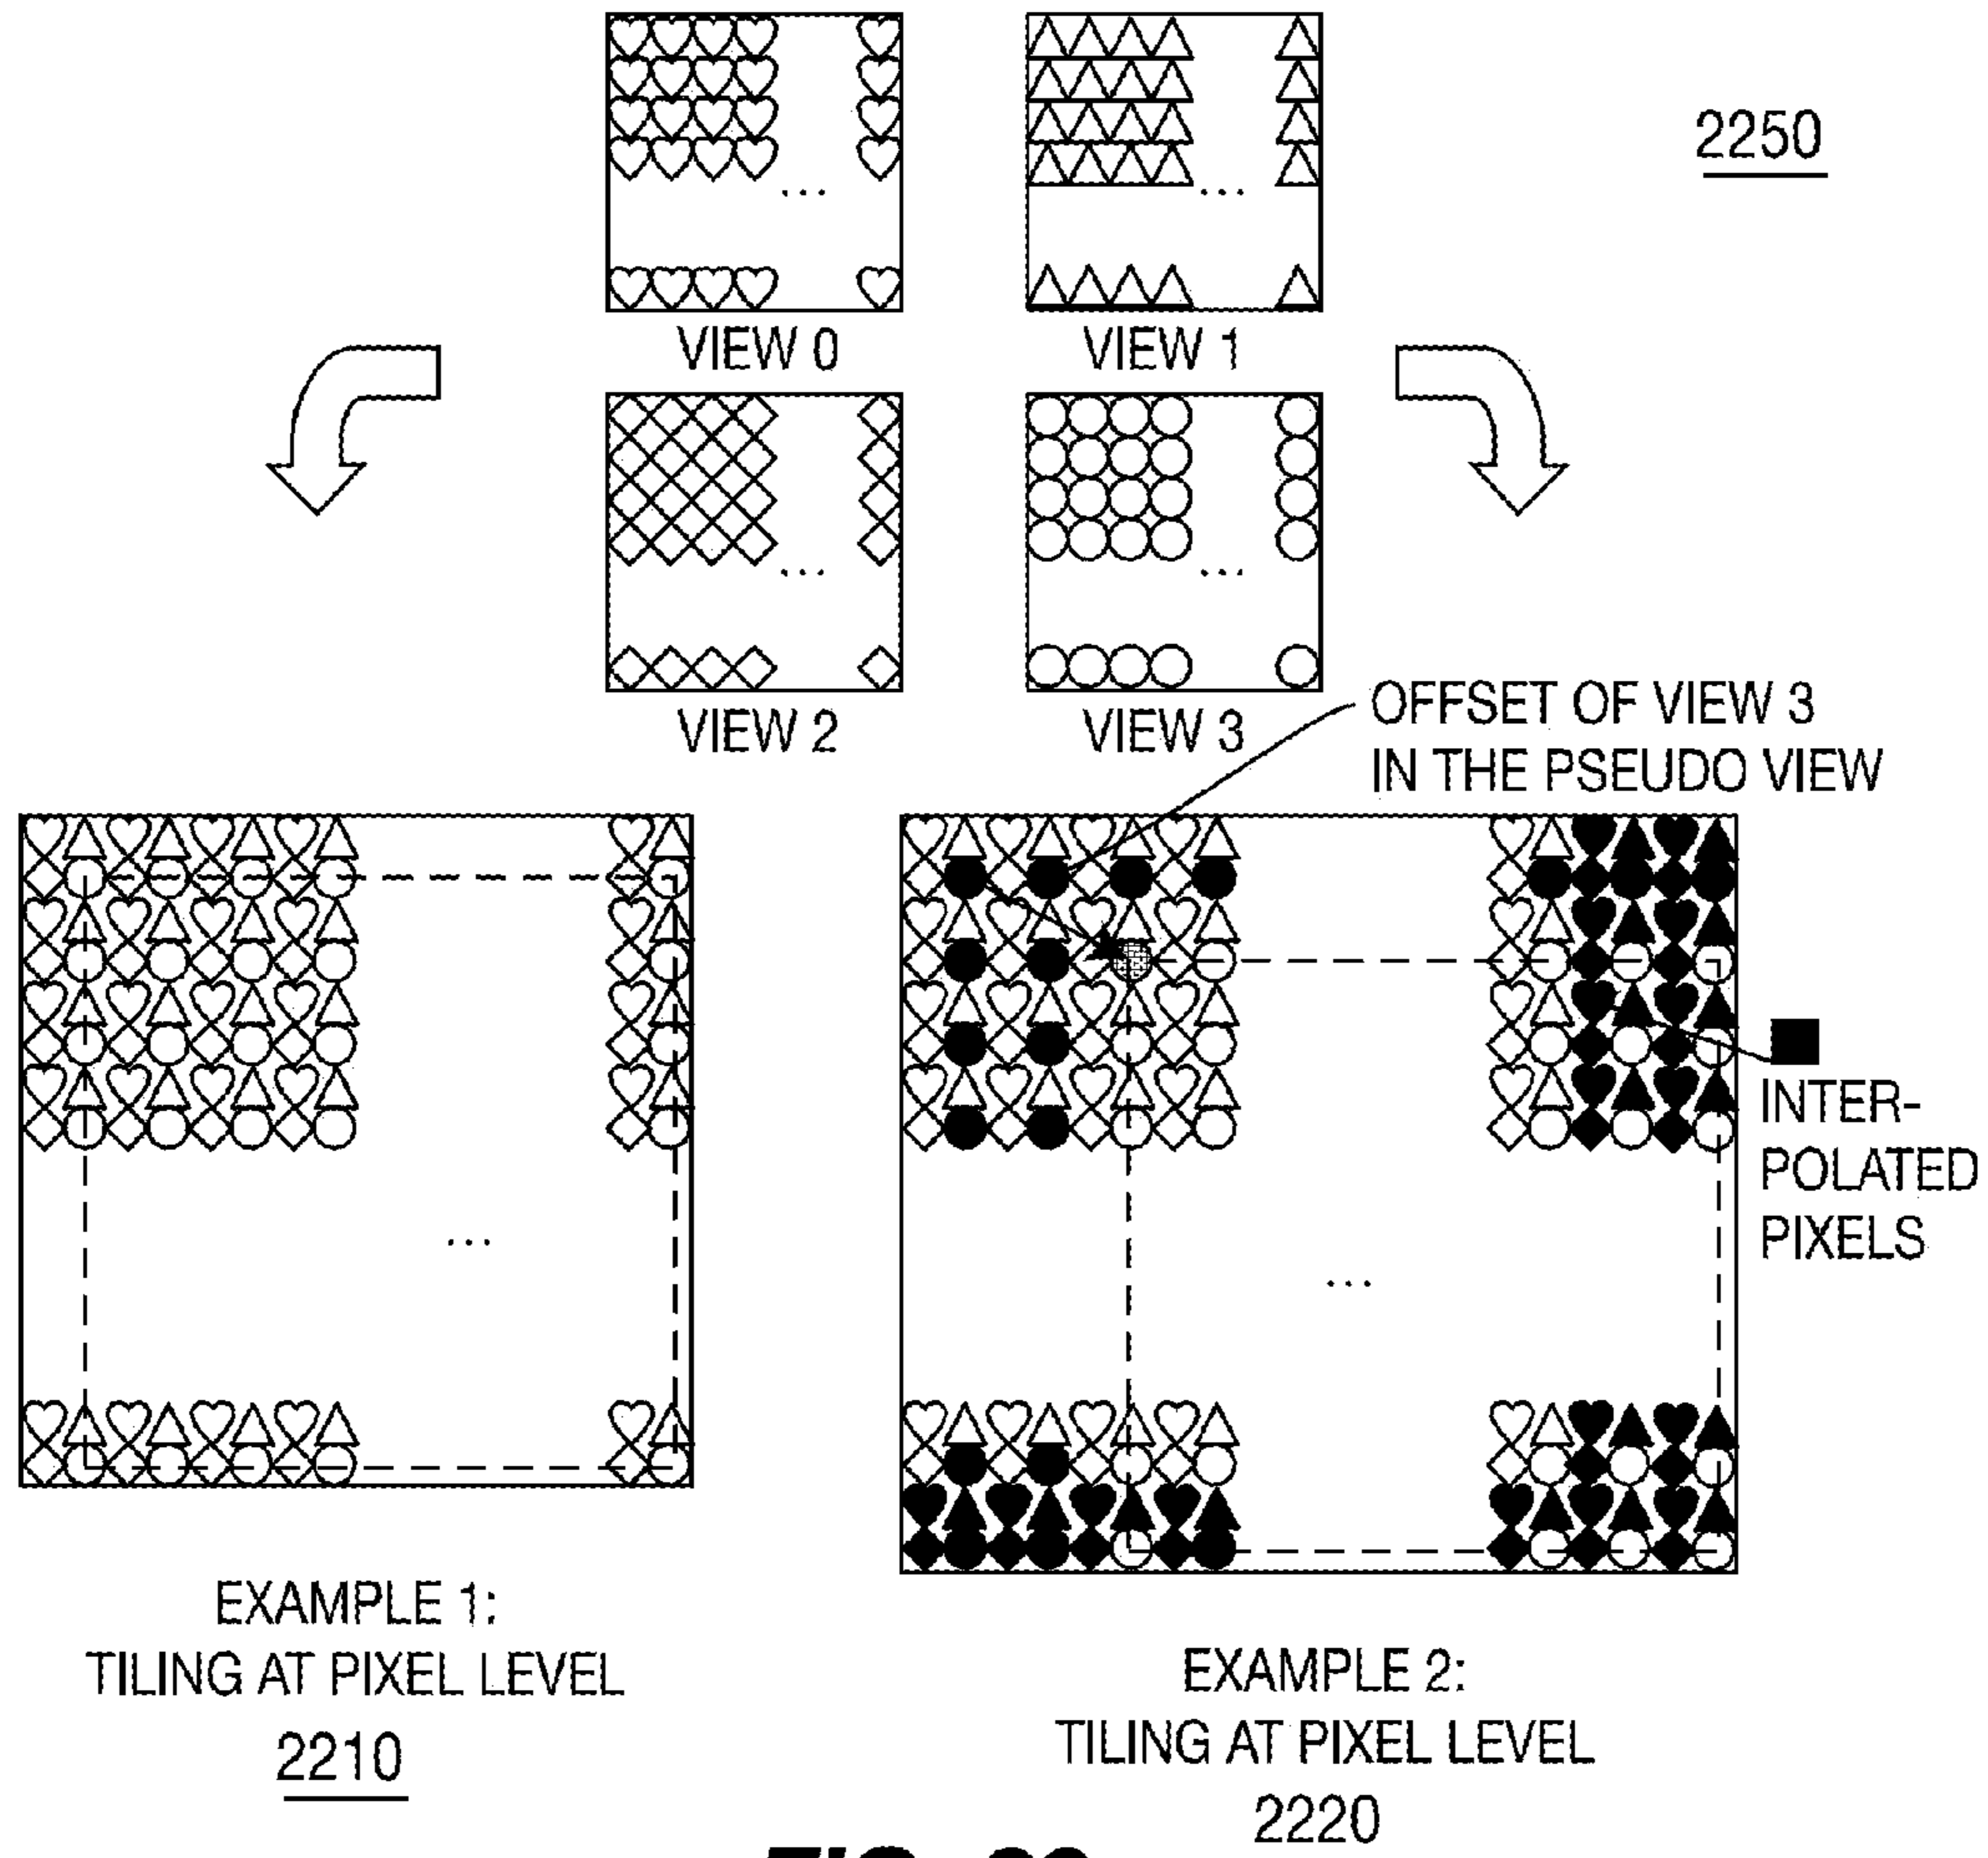 2250
VIEW 0
VIEW 1
...
...
VIEW 2
VIEW 3
...
...
OFFSET OF VIEW 3
IN THE PSEUDO VIEW
INTER-
POLATED
PIXELS
...
...
EXAMPLE 1:
TILING AT PIXEL LEVEL
2210
EXAMPLE 2:
TILING AT PIXEL LEVEL
2220